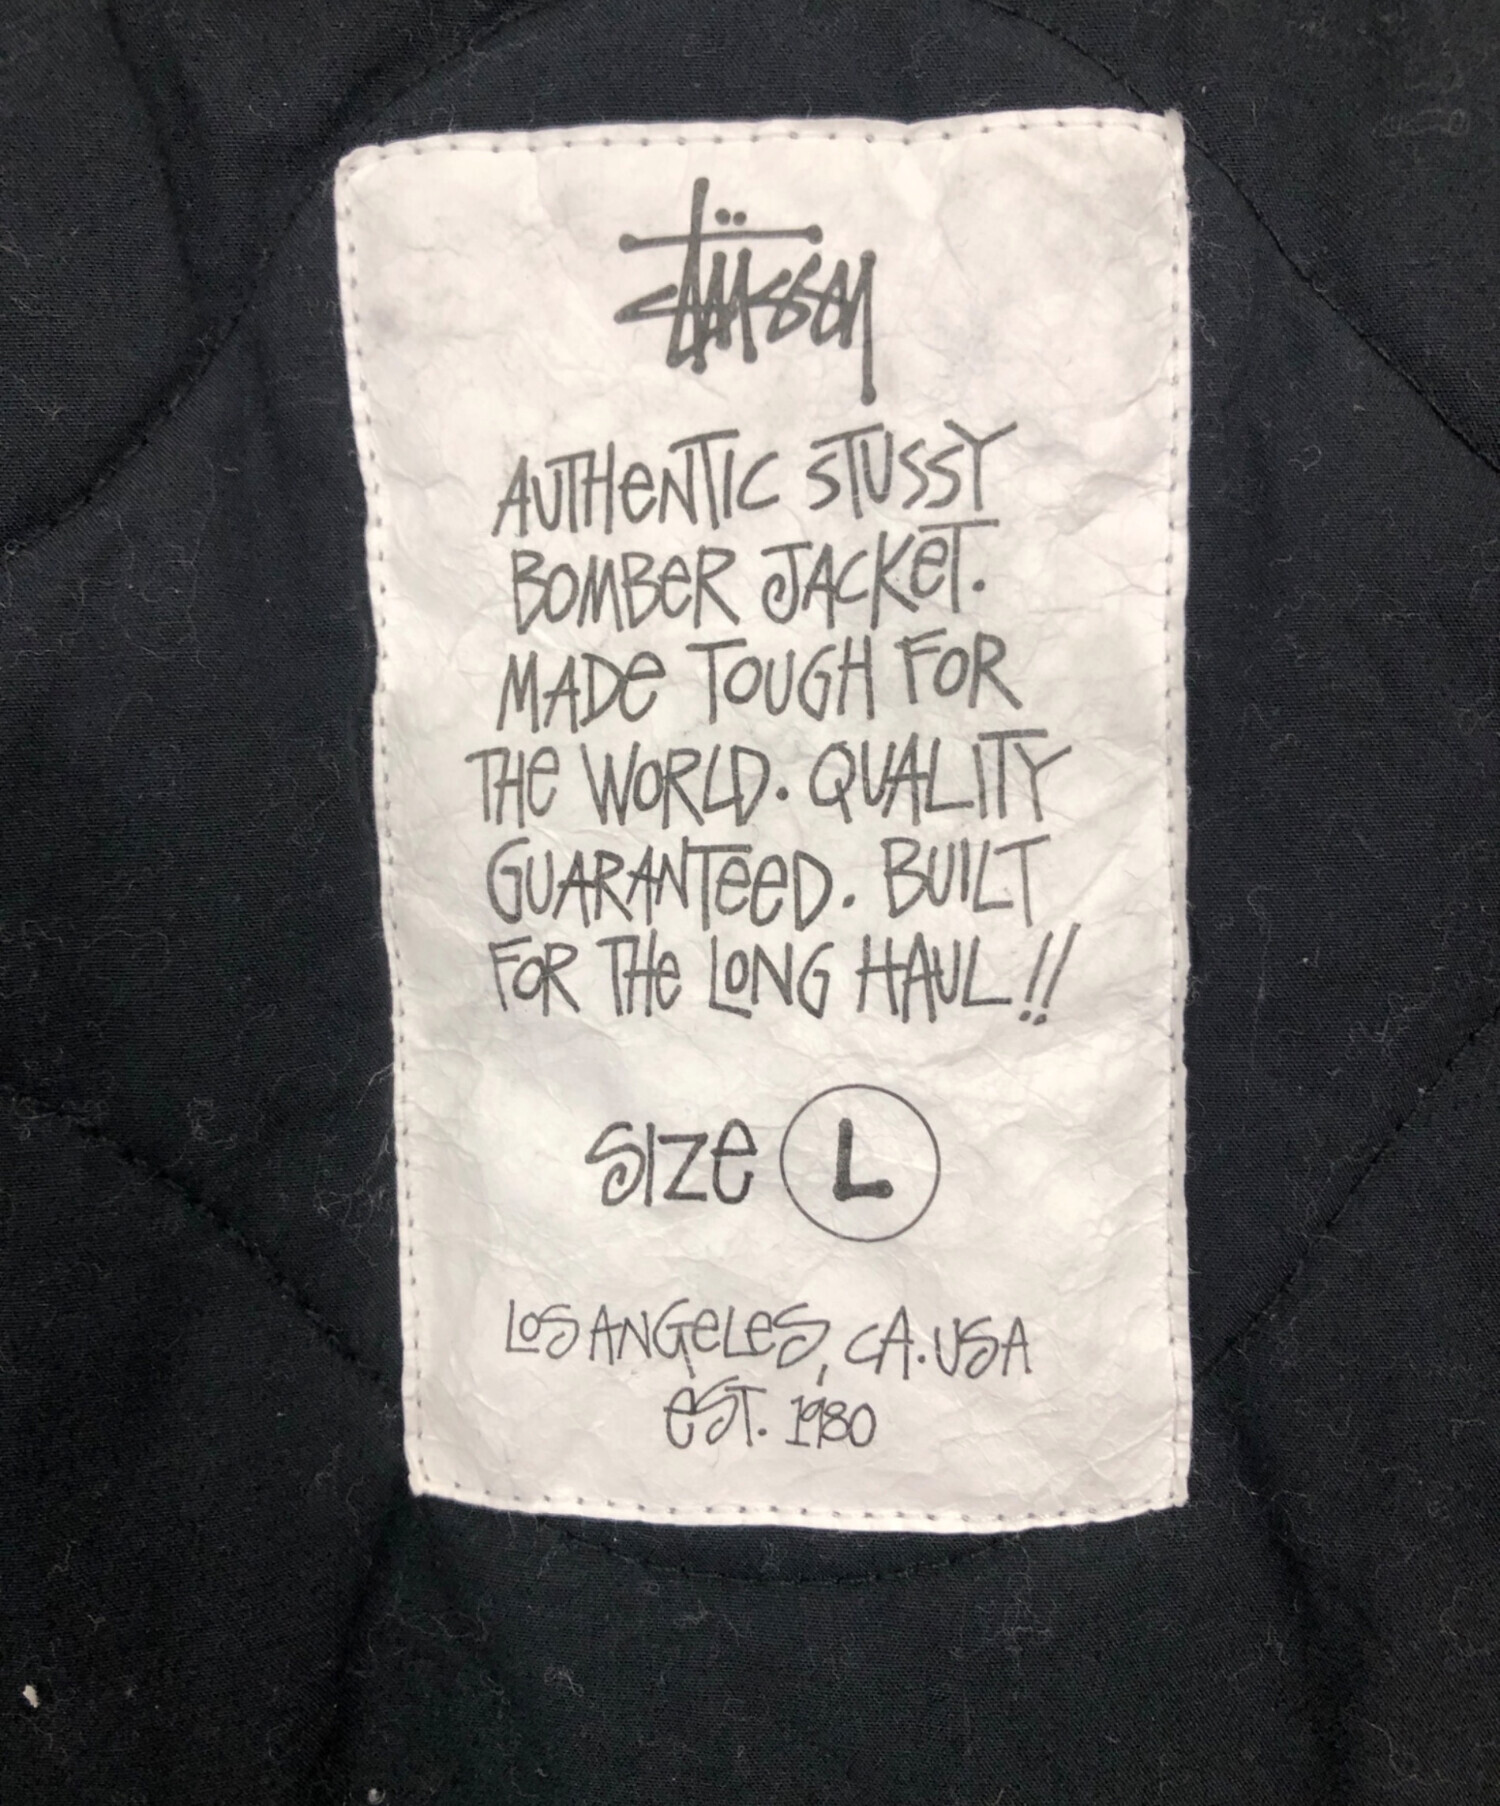 Stüssy
AUTHeNTIC STUSSY
BOMBeR JACKeT.
MADe TOUGH FOR
THe WORLD. QUALITY
GUARANTeeD. BUILT
FOR THe LONG HAUL!!
SIZe L
LOS ANGeLeS, CA. USA
eST. 1980